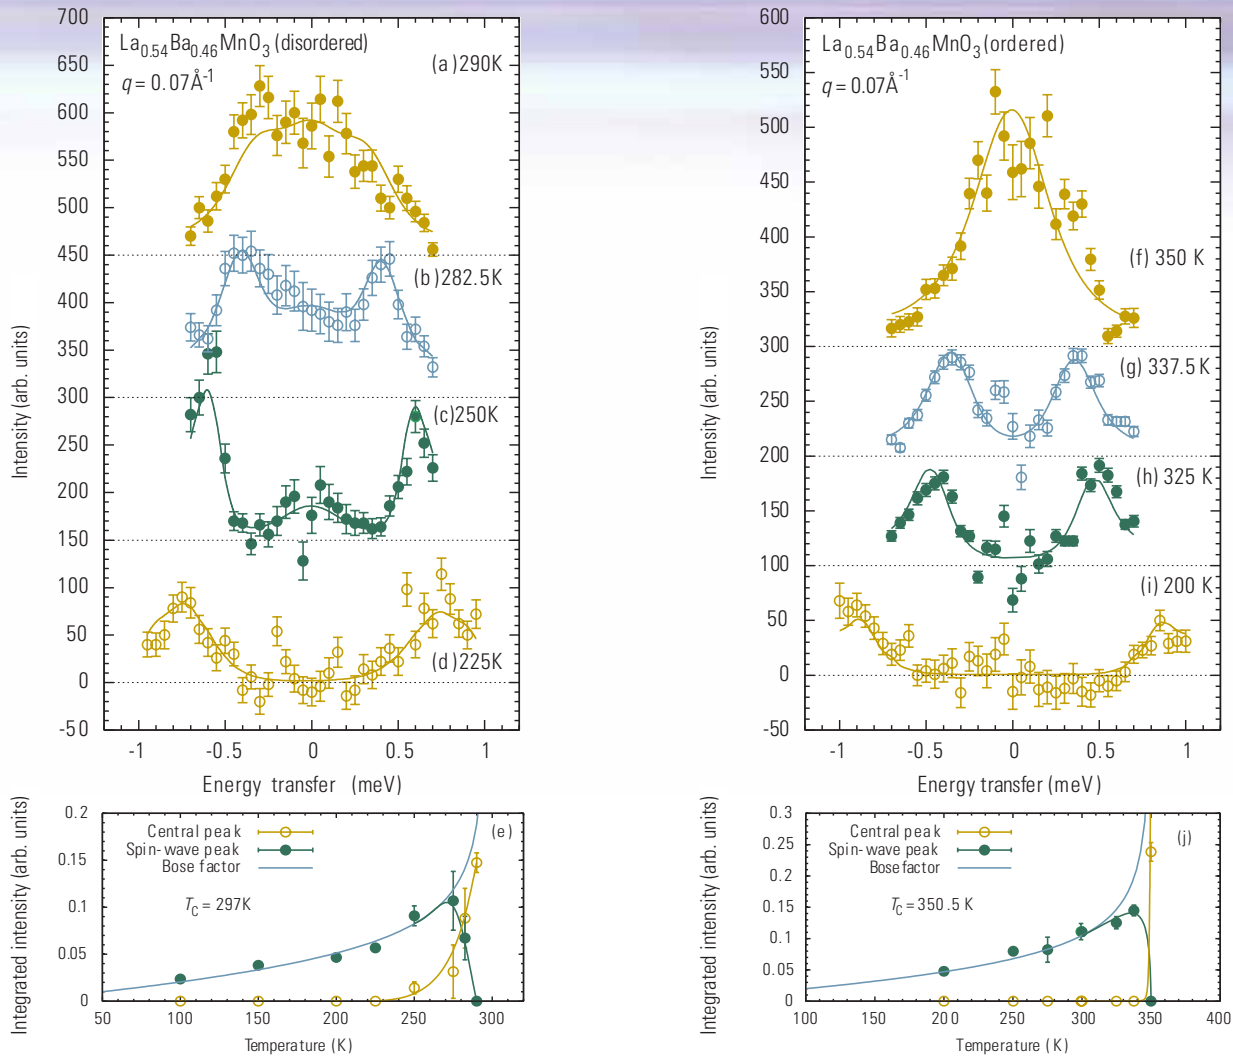 La0.54Ba0.46MnO3 (disordered)
q = 0.07Å-1
(a) 290K
(b) 282.5K
(c) 250K
(d) 225K
700
650
600
550
500
450
400
350
300
250
200
150
100
50
0
-50
Intensity (arb. units)
-1 -0.5 0 0.5 1
Energy transfer (meV)
La0.54Ba0.46MnO3 (ordered)
q = 0.07Å-1
(f) 350 K
(g) 337.5 K
(h) 325 K
(i) 200 K
600
550
500
450
400
350
300
250
200
150
100
50
0
-50
Intensity (arb. units)
-1 -0.5 0 0.5 1
Energy transfer (meV)
Central peak
Spin-wave peak
Bose factor
(e)
TC = 297K
0.2
0.15
0.1
0.05
0
Integrated intensity (arb. units)
50 100 150 200 250 300
Temperature (K)
Central peak
Spin-wave peak
Bose factor
(j)
TC = 350.5 K
0.3
0.25
0.2
0.15
0.1
0.05
0
Integrated intensity (arb. units)
100 150 200 250 300 350 400
Temperature (K)